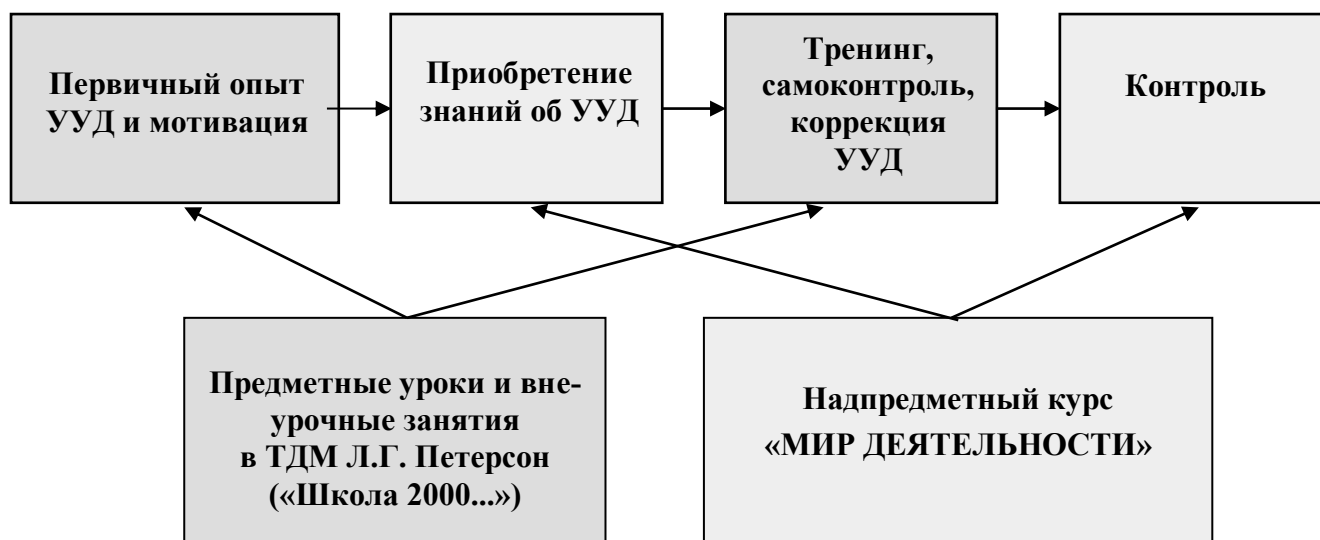 Первичный опыт
УУД и мотивация
Приобретение
знаний об УУД
Тренинг,
самоконтроль,
коррекция
УУД
Контроль
Предметные уроки и вне-
урочные занятия
в ТДМ Л.Г. Петерсон
(«Школа 2000...»)
Надпредметный курс
«МИР ДЕЯТЕЛЬНОСТИ»